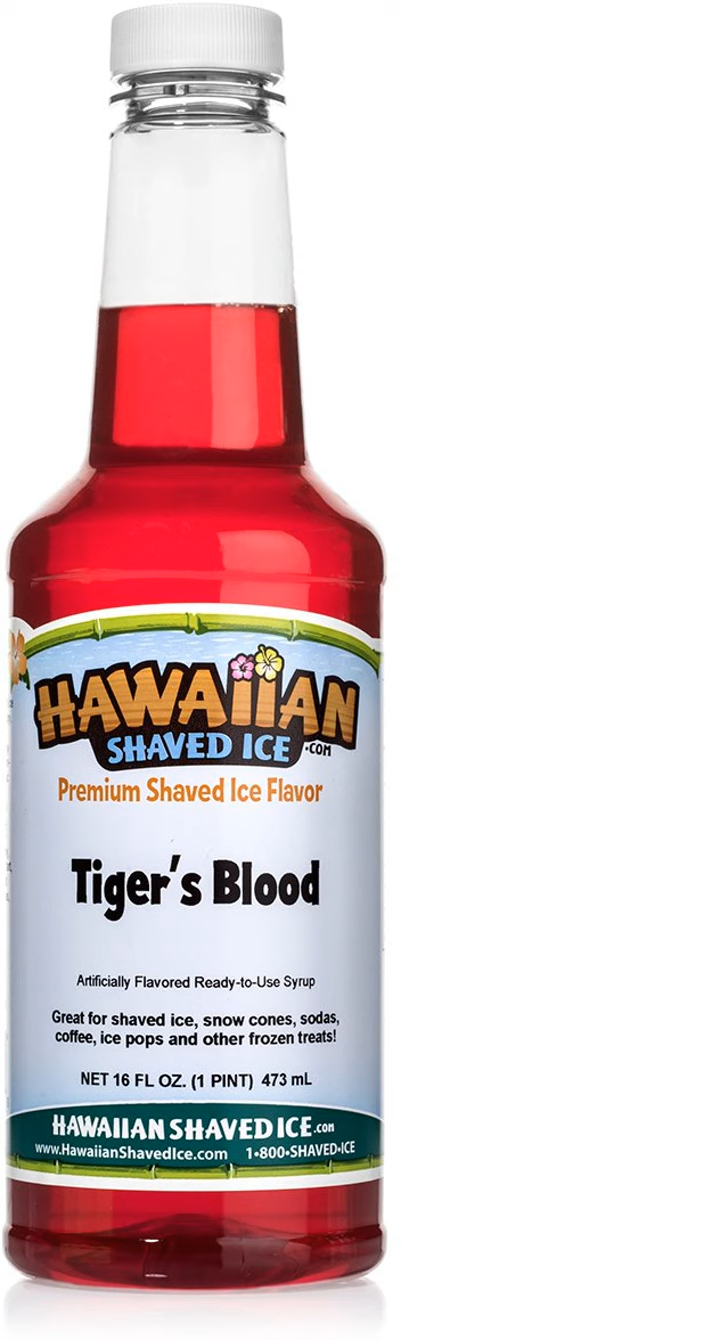 HAWAIIAN
SHAVED ICE .COM
Premium Shaved Ice Flavor
Tiger's Blood
Artificially Flavored Ready-to-Use Syrup
Great for shaved ice, snow cones, sodas,
coffee, ice pops and other frozen treats!
NET 16 FL OZ. (1 PINT) 473 mL
HAWAIIAN SHAVED ICE.com
www.HawaiianShavedIce.com 1•800•SHAVED•ICE